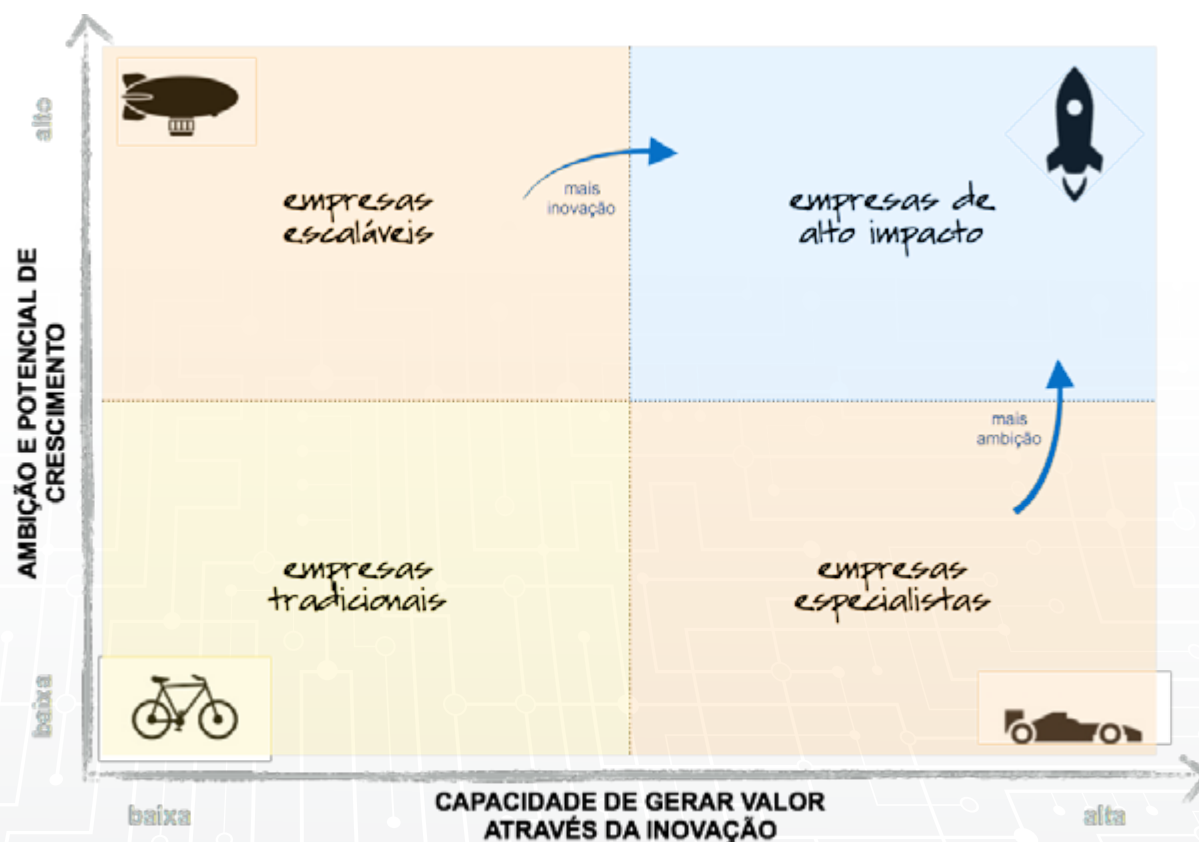 alto
AMBIÇÃO E POTENCIAL DE
CRESCIMENTO
baixa
empresas
escaláveis
mais
inovação
empresas de
alto impacto
mais
ambição
empresas
tradicionais
empresas
especialistas
baixa
CAPACIDADE DE GERAR VALOR
ATRAVÉS DA INOVAÇÃO
alta